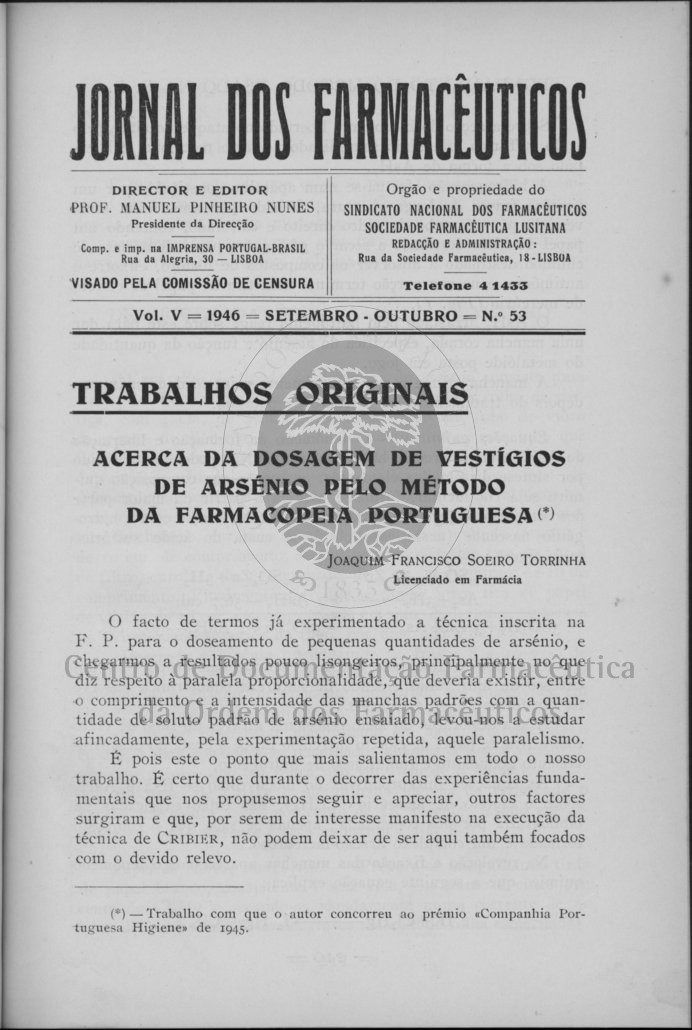 JORNAL DOS FARMACÊUTICOS
DIRECTOR E EDITOR
PROF. MANUEL PINHEIRO NUNES
Presidente da Direcção
Comp. e imp. na IMPRENSA PORTUGAL-BRASIL
Rua da Alegria, 30 — LISBOA
VISADO PELA COMISSÃO DE CENSURA
Orgão e propriedade do
SINDICATO NACIONAL DOS FARMACÊUTICOS
SOCIEDADE FARMACÊUTICA LUSITANA
REDACÇÃO E ADMINISTRAÇÃO:
Rua da Sociedade Farmacêutica, 18 - LISBOA
Telefone 4 1433
Vol. V = 1946 = SETEMBRO - OUTUBRO = N.º 53
TRABALHOS ORIGINAIS
ACERCA DA DOSAGEM DE VESTÍGIOS
DE ARSÉNIO PELO MÉTODO
DA FARMACOPEIA PORTUGUESA (*)
JOAQUIM FRANCISCO SOEIRO TORRINHA
Licenciado em Farmácia
1835
O facto de termos já experimentado a técnica inscrita na
F. P. para o doseamento de pequenas quantidades de arsénio, e
chegarmos a resultados pouco lisongeiros, principalmente no que
diz respeito à paralela proporcionalidade, que deveria existir, entre
o comprimento e a intensidade das manchas padrões com a quan-
tidade de soluto padrão de arsénio ensaiado, levou-nos a estudar
afincadamente, pela experimentação repetida, aquele paralelismo.
É pois este o ponto que mais salientamos em todo o nosso
trabalho. É certo que durante o decorrer das experiências funda-
mentais que nos propusemos seguir e apreciar, outros factores
surgiram e que, por serem de interesse manifesto na execução da
técnica de CRIBIER, não podem deixar de ser aqui também focados
com o devido relevo.
Centro de Documentação Farmacêutica
da Ordem dos Farmacêuticos
(*) — Trabalho com que o autor concorreu ao prémio «Companhia Por-
tuguesa Higiene» de 1945.